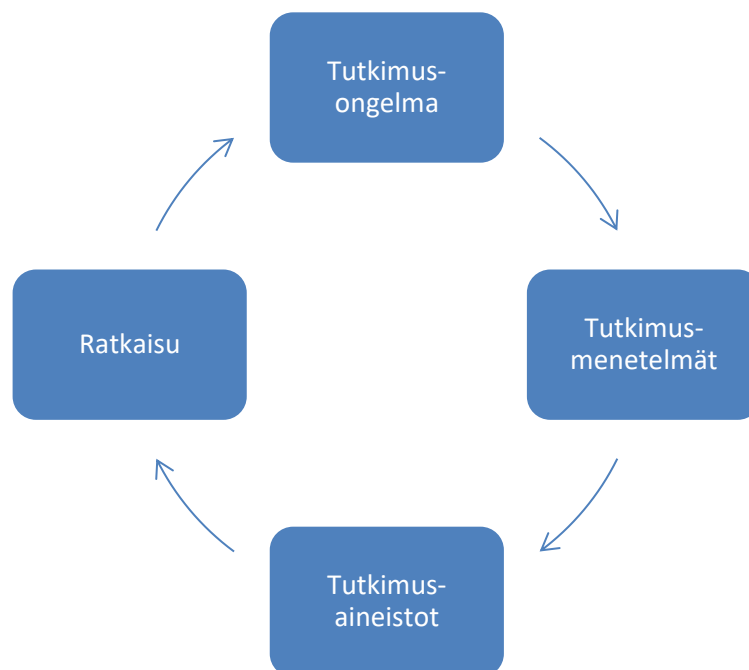 Tutkimus-
ongelma
Tutkimus-
menetelmät
Tutkimus-
aineistot
Ratkaisu